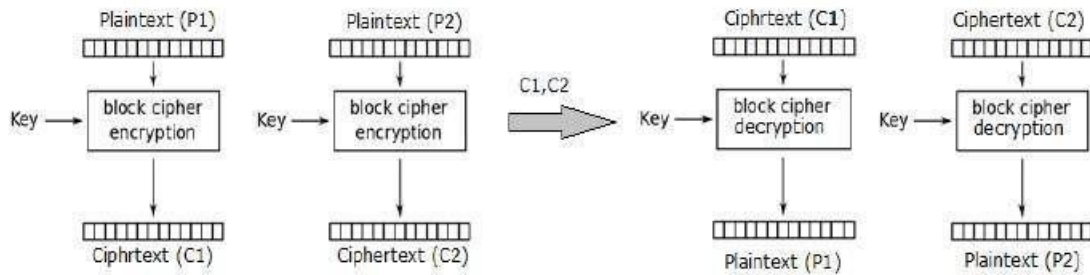 Plaintext (P1)
Key
block cipher
encryption
Ciphrtext (C1)
Plaintext (P2)
Key
block cipher
encryption
Ciphertext (C2)
C1,C2
Ciphrtext (C1)
Key
block cipher
decryption
Plaintext (P1)
Ciphertext (C2)
Key
block cipher
decryption
Plaintext (P2)